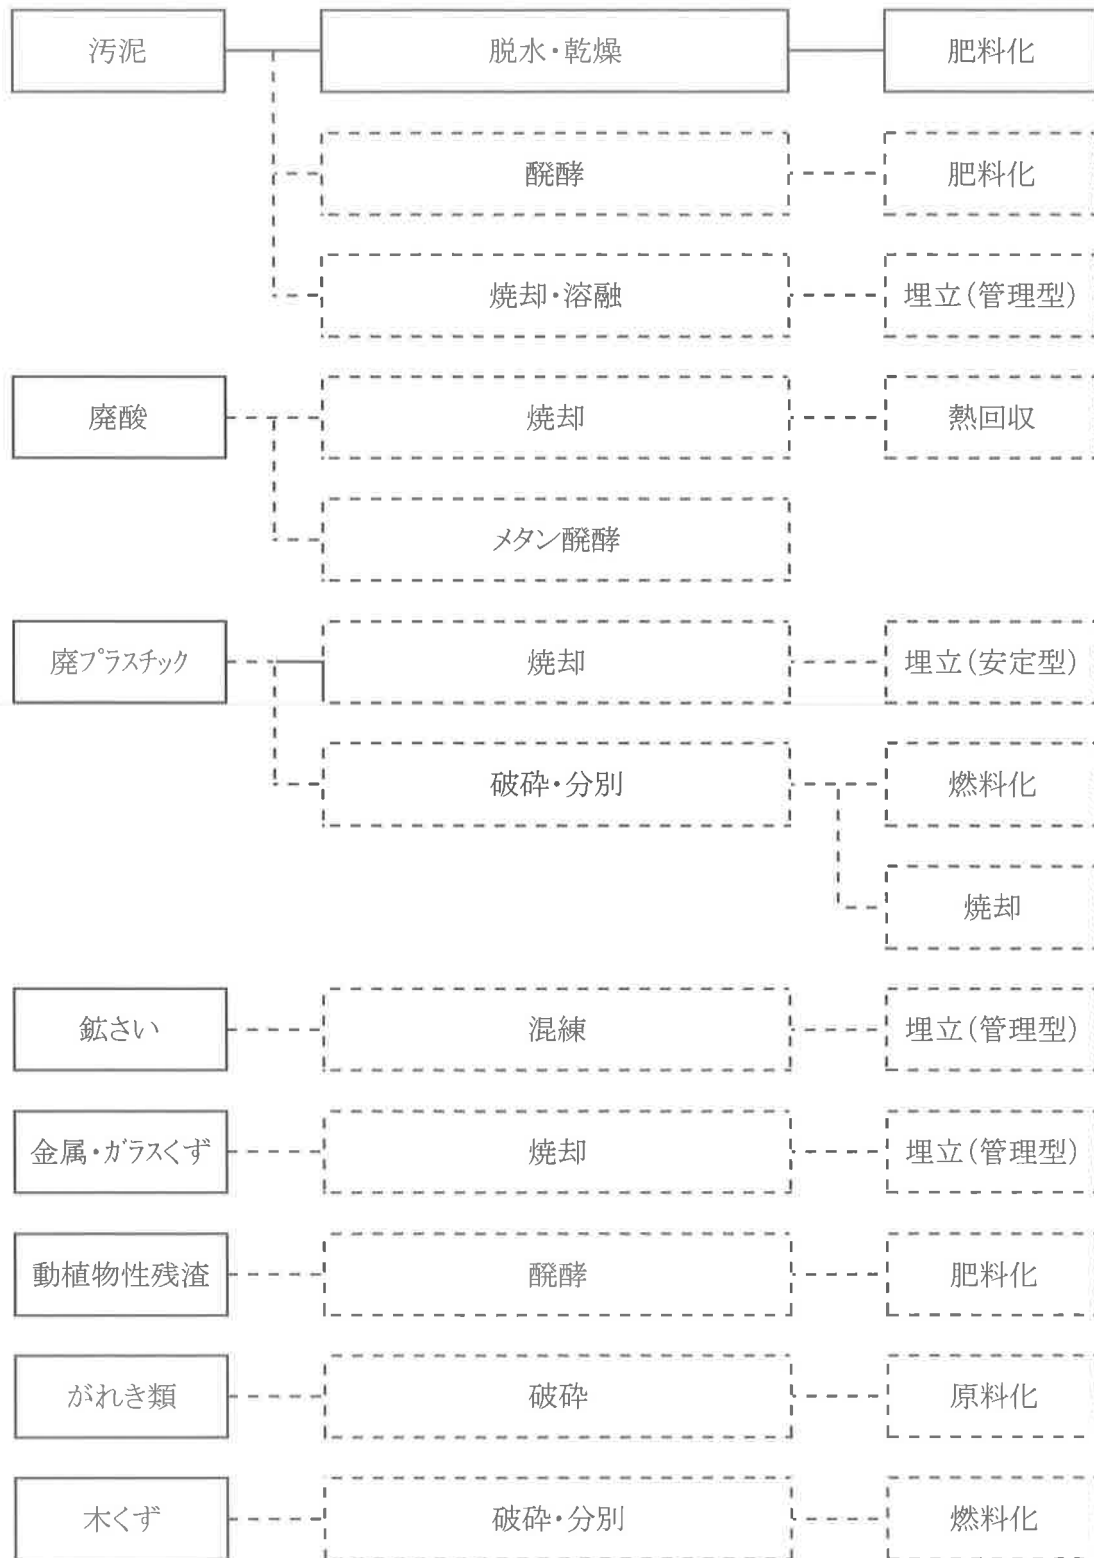 汚泥 脱水・乾燥 肥料化
醗酵 肥料化
焼却・溶融 埋立(管理型)
廃酸 焼却 熱回収
メタン醗酵
廃プラスチック 焼却 埋立(安定型)
破砕・分別 燃料化
焼却
鉱さい 混練 埋立(管理型)
金属・ガラスくず 焼却 埋立(管理型)
動植物性残渣 醗酵 肥料化
がれき類 破砕 原料化
木くず 破砕・分別 燃料化